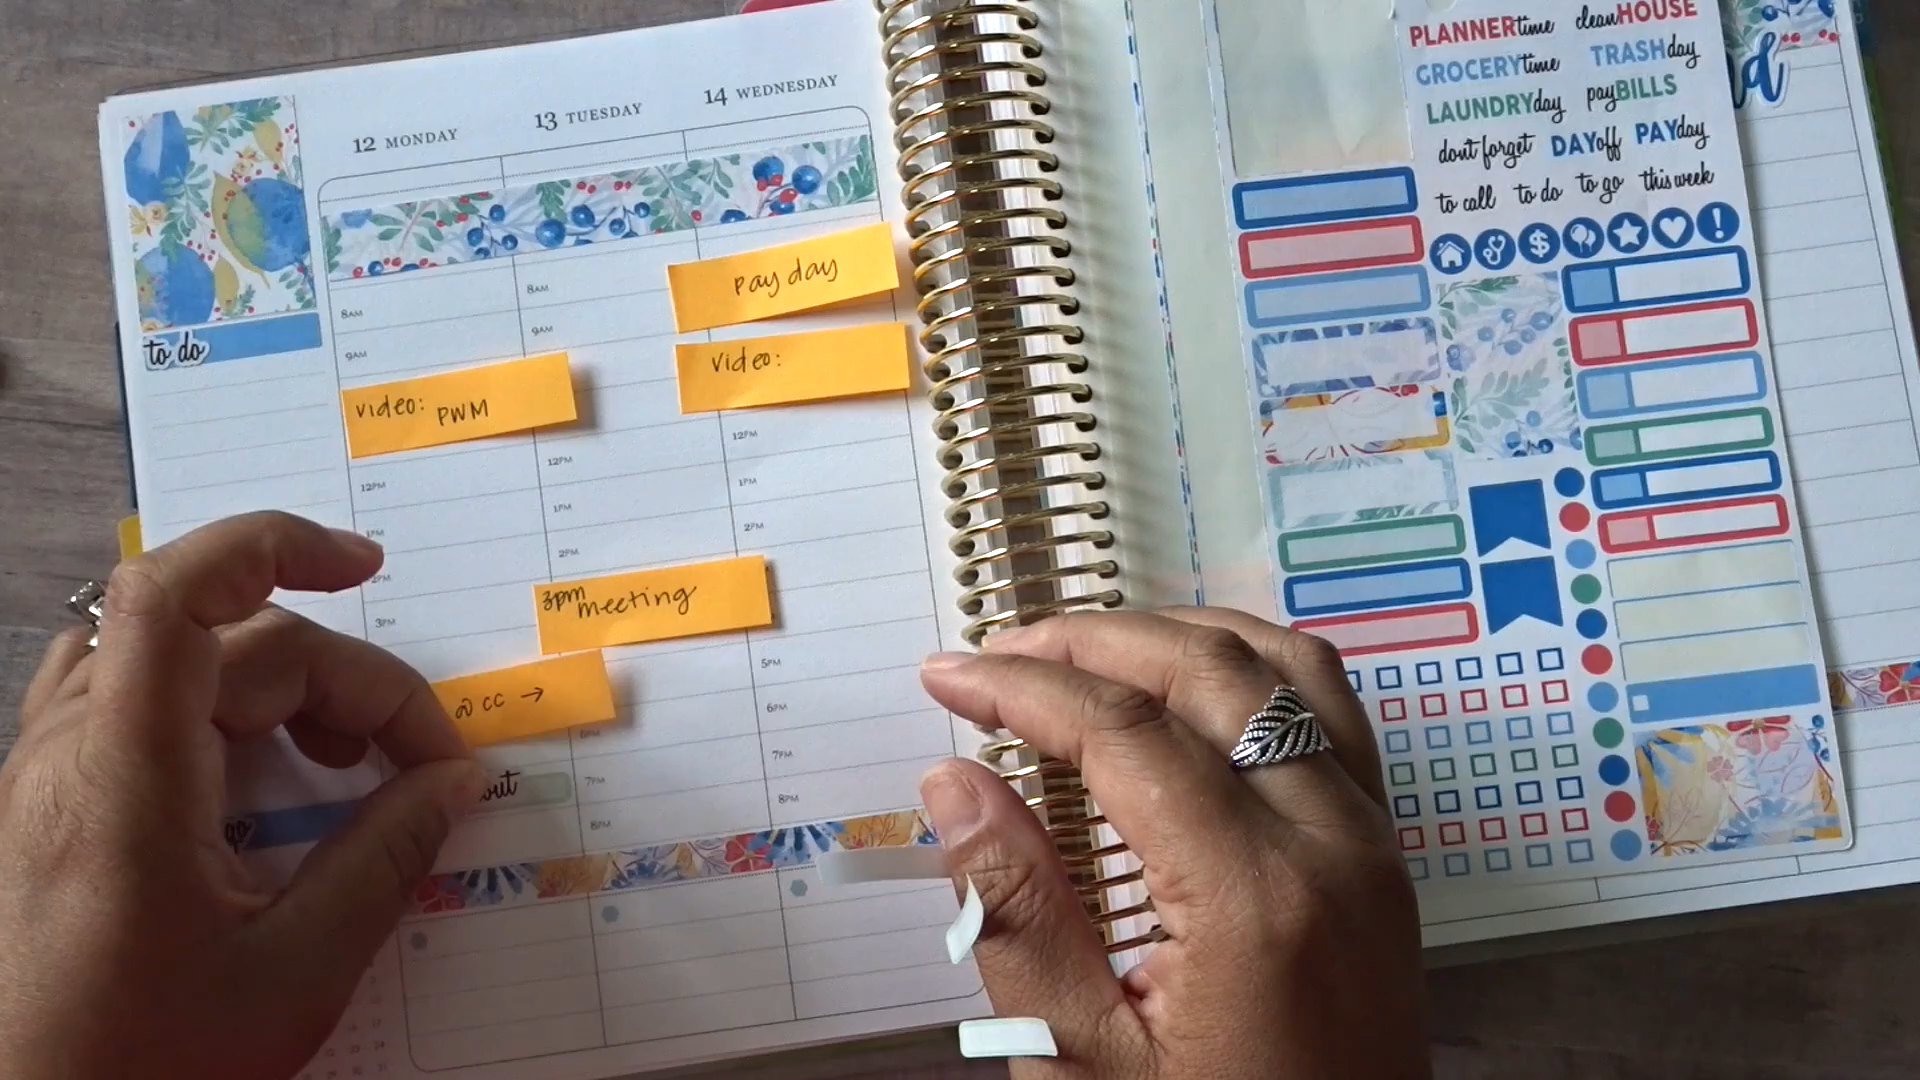 12 MONDAY
13 TUESDAY
14 WEDNESDAY
to do
8AM
9AM
video: PWM
12PM
1PM
2PM
3PM
@ CC →
8AM
9AM
12PM
1PM
2PM
3pm meeting
6PM
7PM
8PM
pay day
video:
12PM
1PM
2PM
5PM
6PM
7PM
8PM
go
PLANNERtime cleanHOUSE
GROCERYtime TRASHday
LAUNDRYday payBILLS
dont forget DAYoff PAYday
to call to do to go this week
$ !